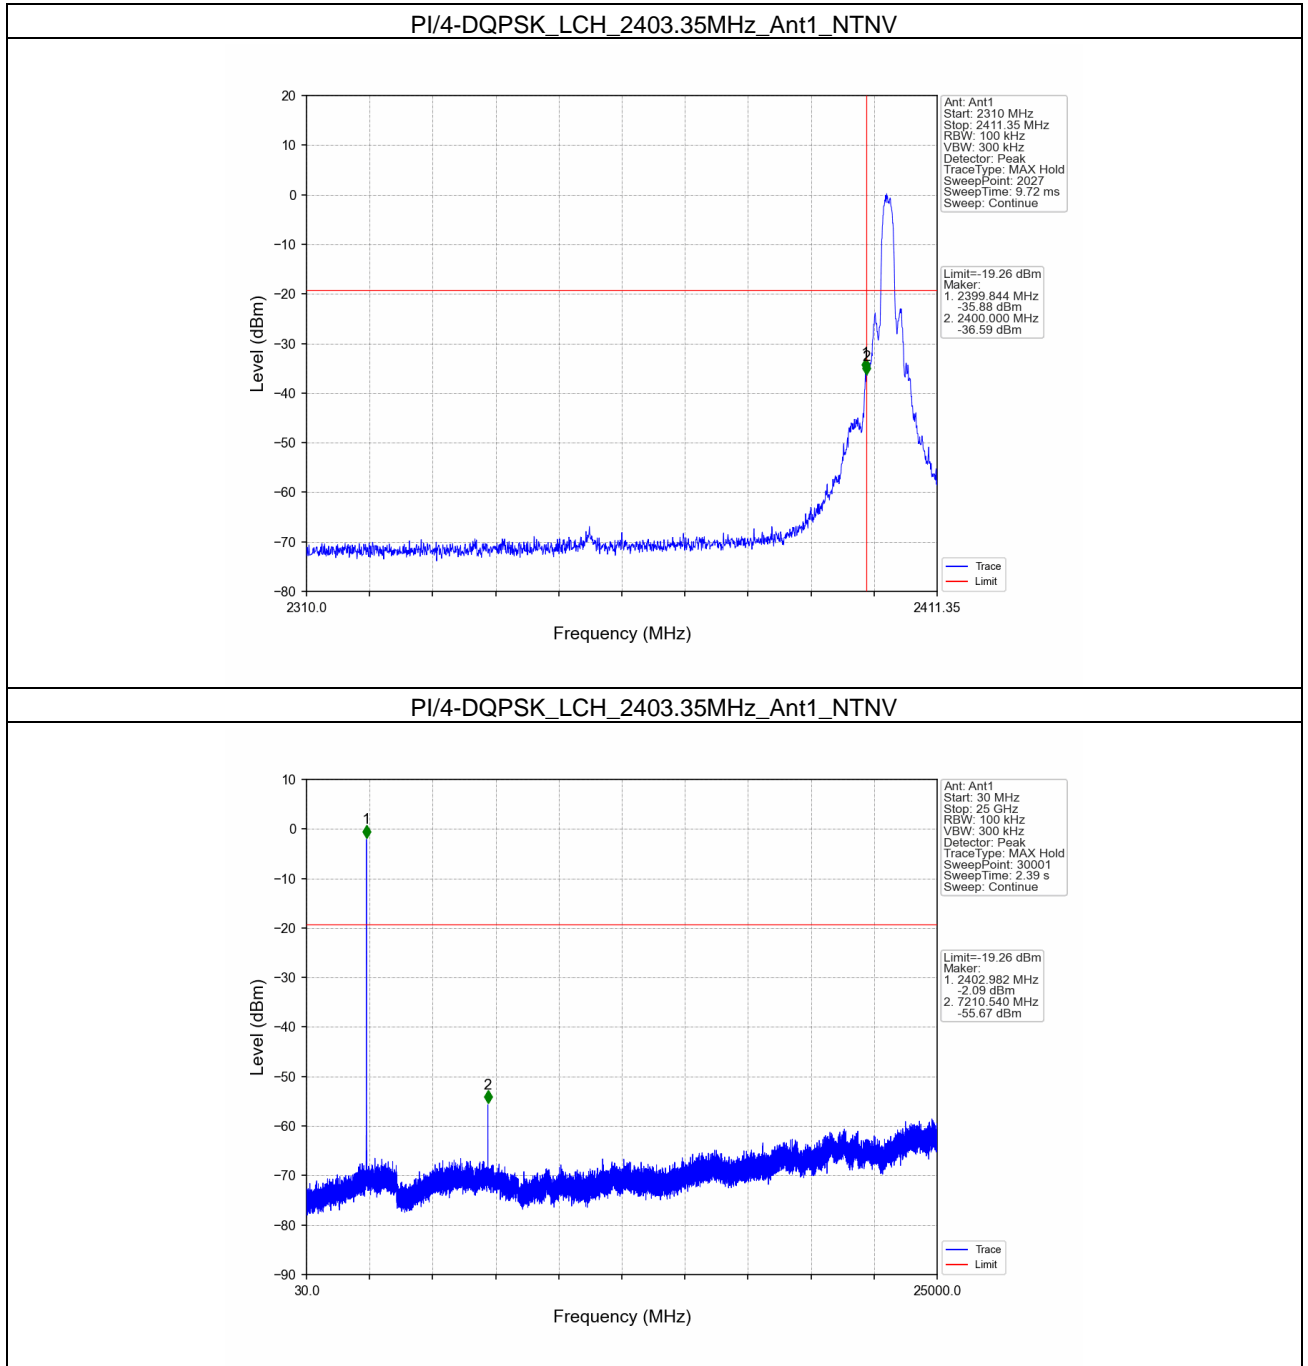 PI/4-DQPSK_LCH_2403.35MHz_Ant1_NTNV
20
10
0
−10
−20
−30
−40
−50
−60
−70
−80
Level (dBm)
1
2
2310.0
2411.35
Frequency (MHz)
Ant: Ant1
Start: 2310 MHz
Stop: 2411.35 MHz
RBW: 100 kHz
VBW: 300 kHz
Detector: Peak
TraceType: MAX Hold
SweepPoint: 2027
SweepTime: 9.72 ms
Sweep: Continue
Limit=-19.26 dBm
Maker:
1. 2399.844 MHz
-35.88 dBm
2. 2400.000 MHz
-36.59 dBm
Trace
Limit
PI/4-DQPSK_LCH_2403.35MHz_Ant1_NTNV
10
0
−10
−20
−30
−40
−50
−60
−70
−80
−90
Level (dBm)
1
2
30.0
25000.0
Frequency (MHz)
Ant: Ant1
Start: 30 MHz
Stop: 25 GHz
RBW: 100 kHz
VBW: 300 kHz
Detector: Peak
TraceType: MAX Hold
SweepPoint: 30001
SweepTime: 2.39 s
Sweep: Continue
Limit=-19.26 dBm
Maker:
1. 2402.982 MHz
-2.09 dBm
2. 7210.540 MHz
-55.67 dBm
Trace
Limit